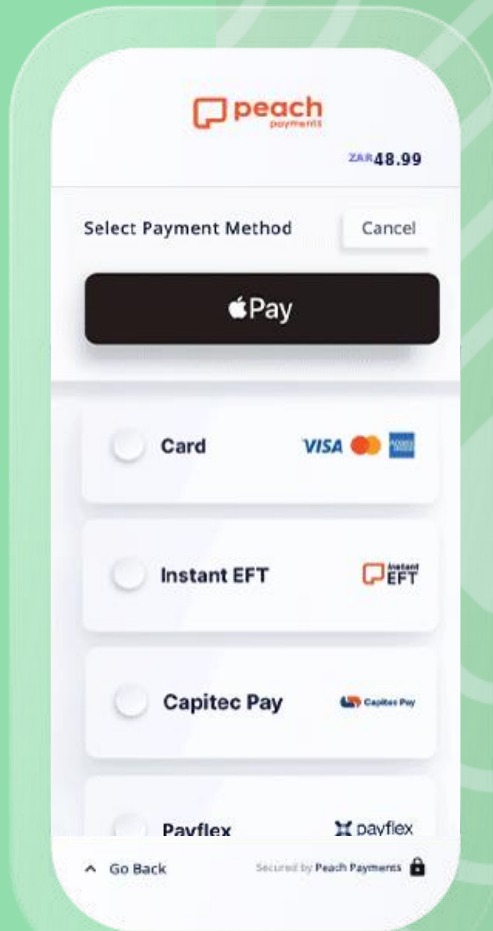 peach
payments
ZAR48.99
Select Payment Method Cancel
Pay
Card VISA
Instant EFT instant EFT
Capitec Pay Capitec Pay
Payflex payflex
Go Back Secured by Peach Payments